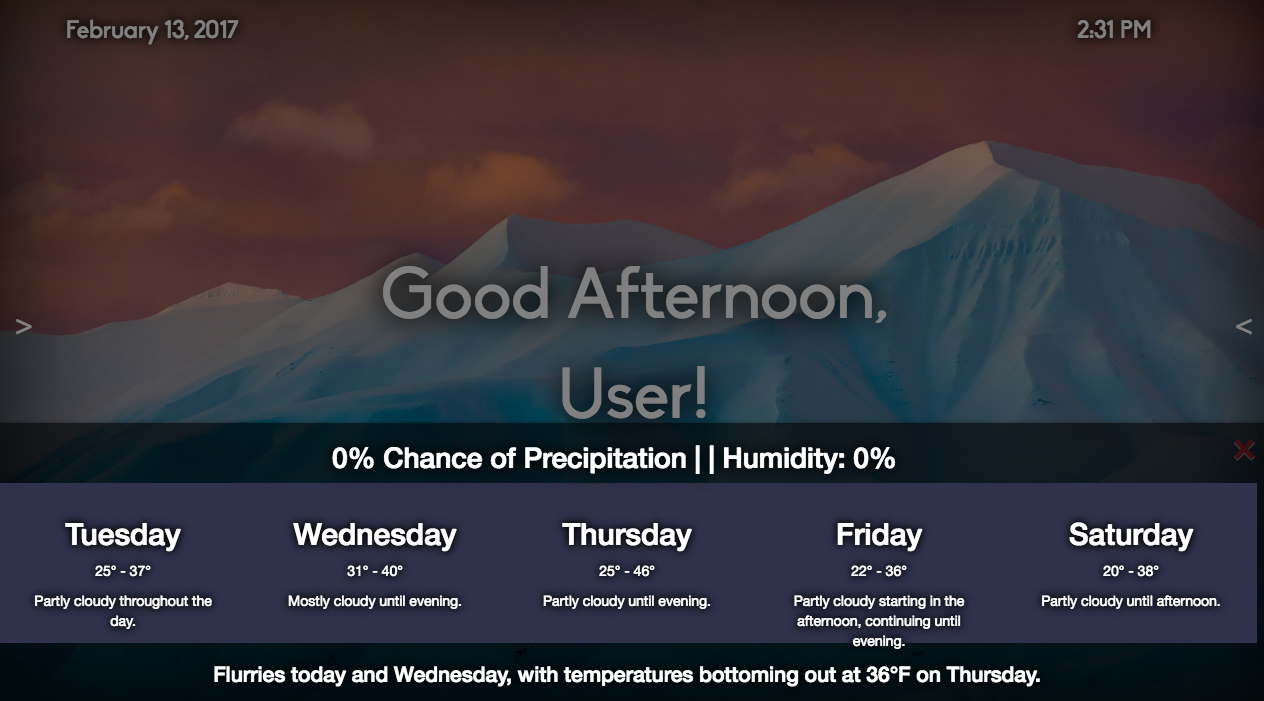 February 13, 2017
2:31 PM
Good Afternoon,
User!
>
<
0% Chance of Precipitation | | Humidity: 0%
Tuesday
25° - 37°
Partly cloudy throughout the
day.
Wednesday
31° - 40°
Mostly cloudy until evening.
Thursday
25° - 46°
Partly cloudy until evening.
Friday
22° - 36°
Partly cloudy starting in the
afternoon, continuing until
evening.
Saturday
20° - 38°
Partly cloudy until afternoon.
Flurries today and Wednesday, with temperatures bottoming out at 36°F on Thursday.